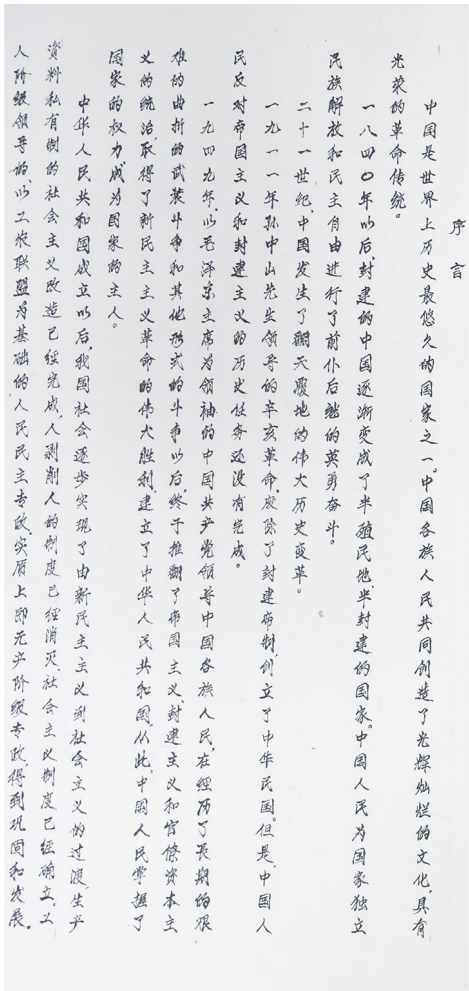 序言
中国是世界上历史最悠久的国家之一。中国各族人民共同创造了光辉灿烂的文化,具有
光荣的革命传统。
一八四〇年以后,封建的中国逐渐变成了半殖民地、半封建的国家。中国人民为国家独立、
民族解放和民主自由进行了前仆后继的英勇奋斗。
二十一世纪,中国发生了翻天覆地的伟大历史变革。
一九一一年孙中山先生领导的辛亥革命,废除了封建帝制,创立了中华民国。但是,中国人
民反对帝国主义和封建主义的历史任务还没有完成。
一九四九年,以毛泽东主席为领袖的中国共产党领导中国各族人民,在经历了長期的艰
难的曲折的武装斗争和其他形式的斗争以后,终于推翻了帝国主义、封建主义和官僚资本主
义的统治,取得了新民主主义革命的伟大胜利,建立了中华人民共和国。从此,中国人民掌握了
国家的权力,成为国家的主人。
中华人民共和国成立以后,我国社会逐步实现了由新民主主义到社会主义的过渡。生产
資料私有制的社会主义改造已經完成,人剥削人的制度已經消灭,社会主义制度已經确立。工
人阶级领导的、以工农联盟为基础的人民民主专政,实质上即无产阶级专政,得到巩固和发展。